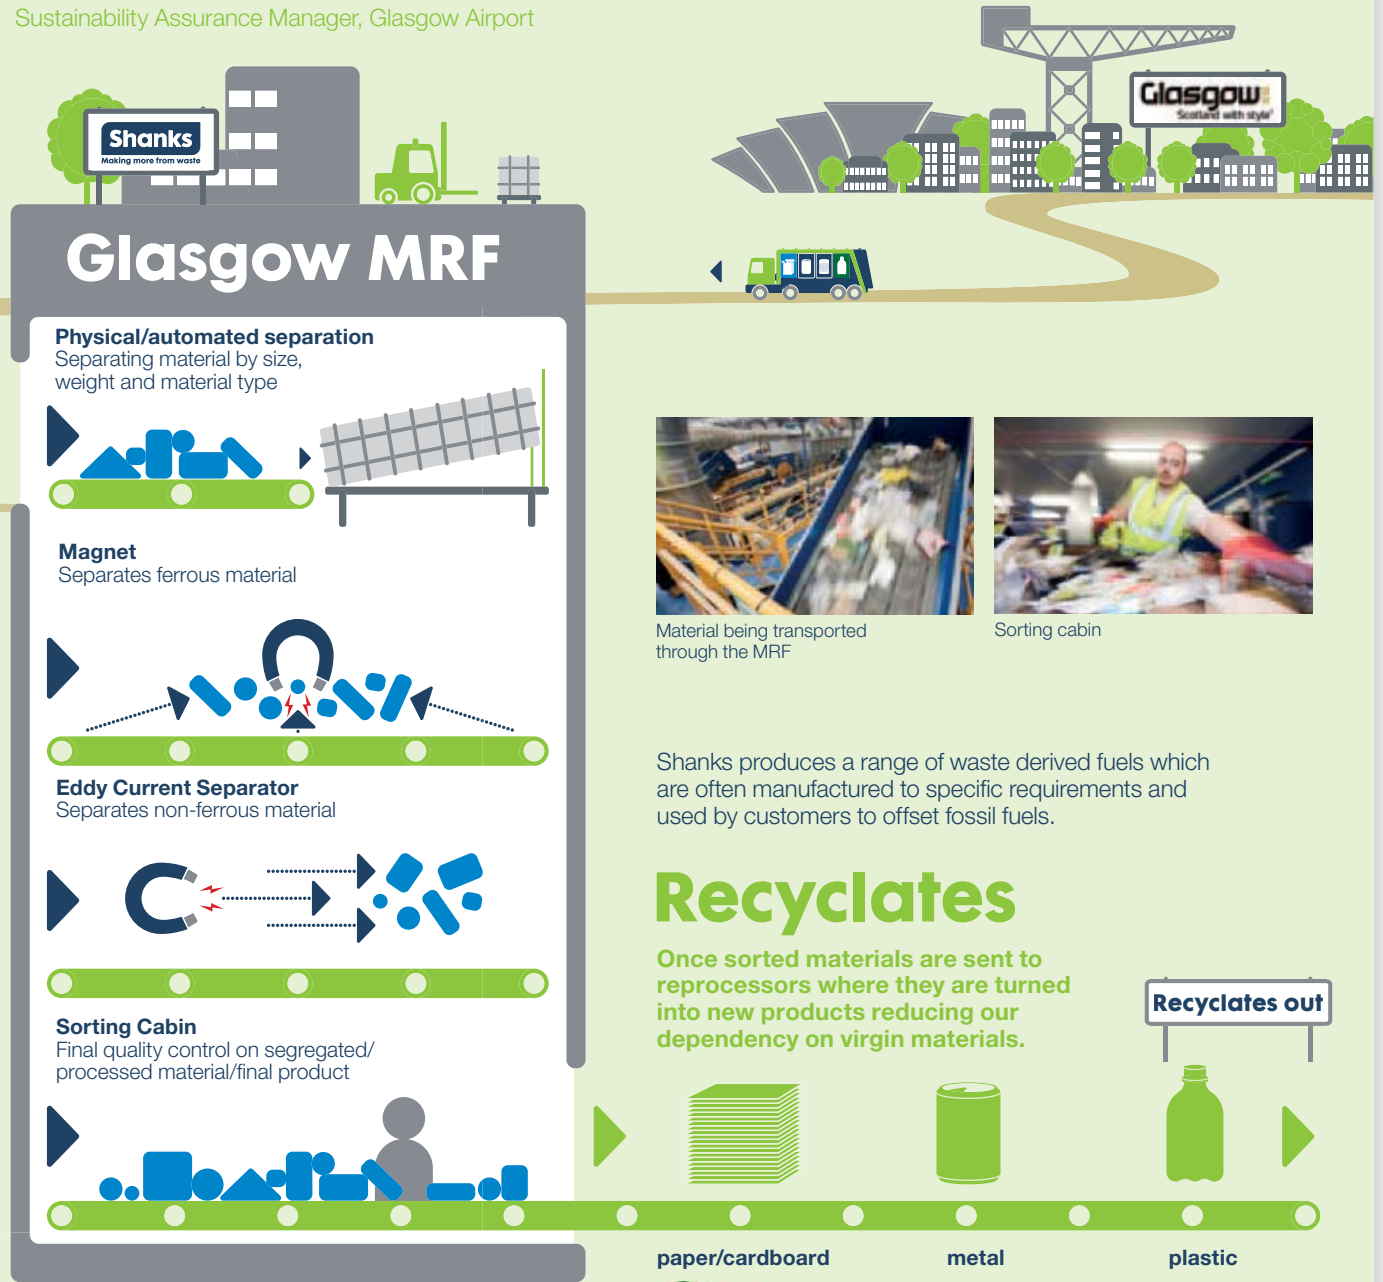 Sustainability Assurance Manager, Glasgow Airport
Shanks
Making more from waste
Glasgow
Scotland with style
Glasgow MRF
Physical/automated separation
Separating material by size,
weight and material type
Magnet
Separates ferrous material
Eddy Current Separator
Separates non-ferrous material
Sorting Cabin
Final quality control on segregated/
processed material/final product
Material being transported
through the MRF
Sorting cabin
Shanks produces a range of waste derived fuels which
are often manufactured to specific requirements and
used by customers to offset fossil fuels.
Recyclates
Once sorted materials are sent to
reprocessors where they are turned
into new products reducing our
dependency on virgin materials.
Recyclates out
paper/cardboard
metal
plastic